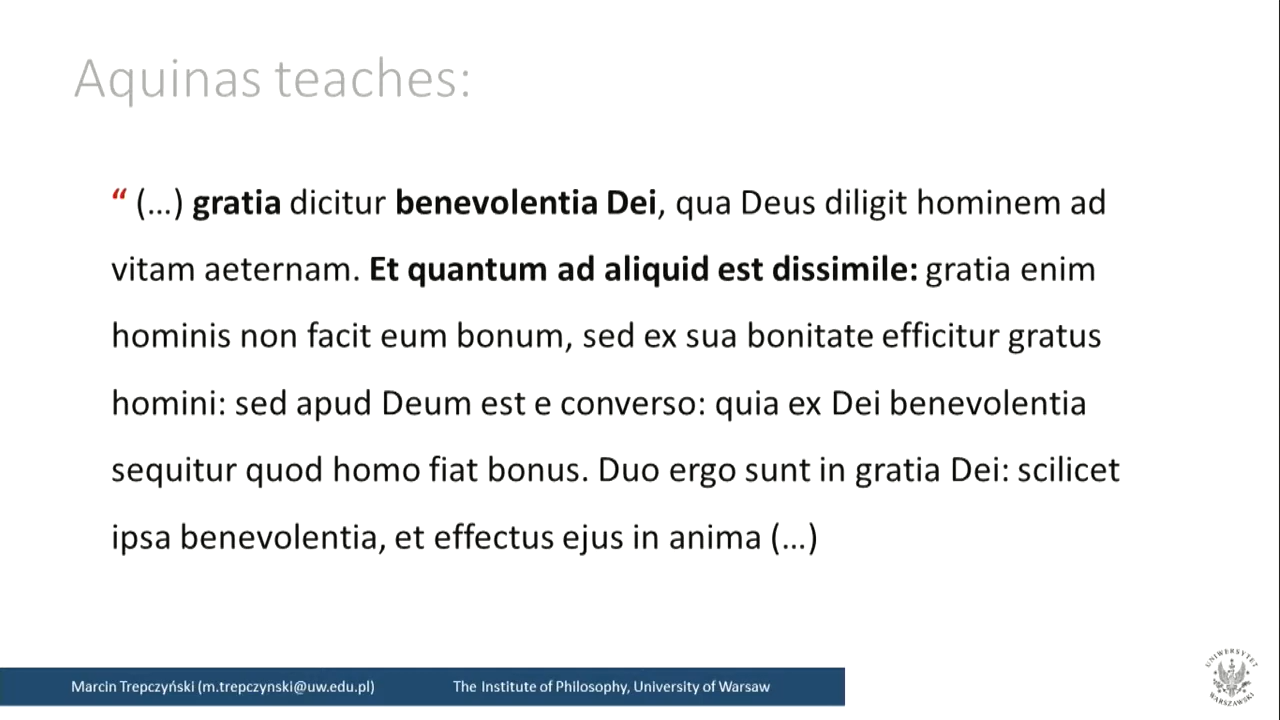 Aquinas teaches:
“ (...) gratia dicitur benevolentia Dei, qua Deus diligit hominem ad
vitam aeternam. Et quantum ad aliquid est dissimile: gratia enim
hominis non facit eum bonum, sed ex sua bonitate efficitur gratus
homini: sed apud Deum est e converso: quia ex Dei benevolentia
sequitur quod homo fiat bonus. Duo ergo sunt in gratia Dei: scilicet
ipsa benevolentia, et effectus ejus in anima (...)
Marcin Trepczyński (m.trepczynski@uw.edu.pl) The Institute of Philosophy, University of Warsaw
UNIWERSYTET
WARSZAWSKI